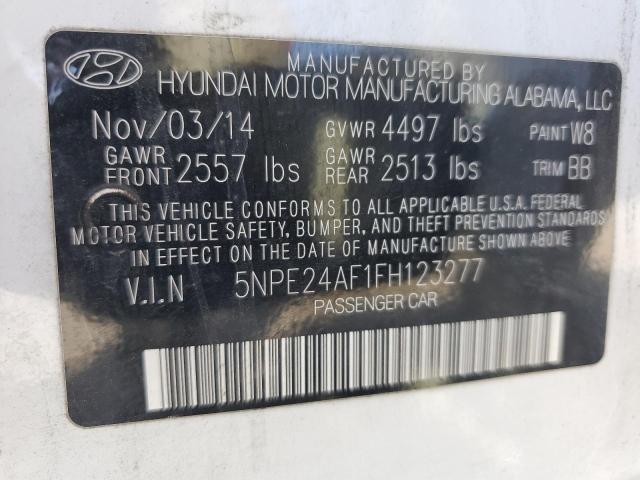 MANUFACTURED BY
HYUNDAI MOTOR MANUFACTURING ALABAMA, LLC
Nov/03/14 GVWR 4497 lbs PAINT W8
GAWR FRONT 2557 lbs GAWR REAR 2513 lbs TRIM BB
THIS VEHICLE CONFORMS TO ALL APPLICABLE U.S.A. FEDERAL
MOTOR VEHICLE SAFETY, BUMPER, AND THEFT PREVENTION STANDARDS
IN EFFECT ON THE DATE OF MANUFACTURE SHOWN ABOVE
V.I.N 5NPE24AF1FH123277
PASSENGER CAR